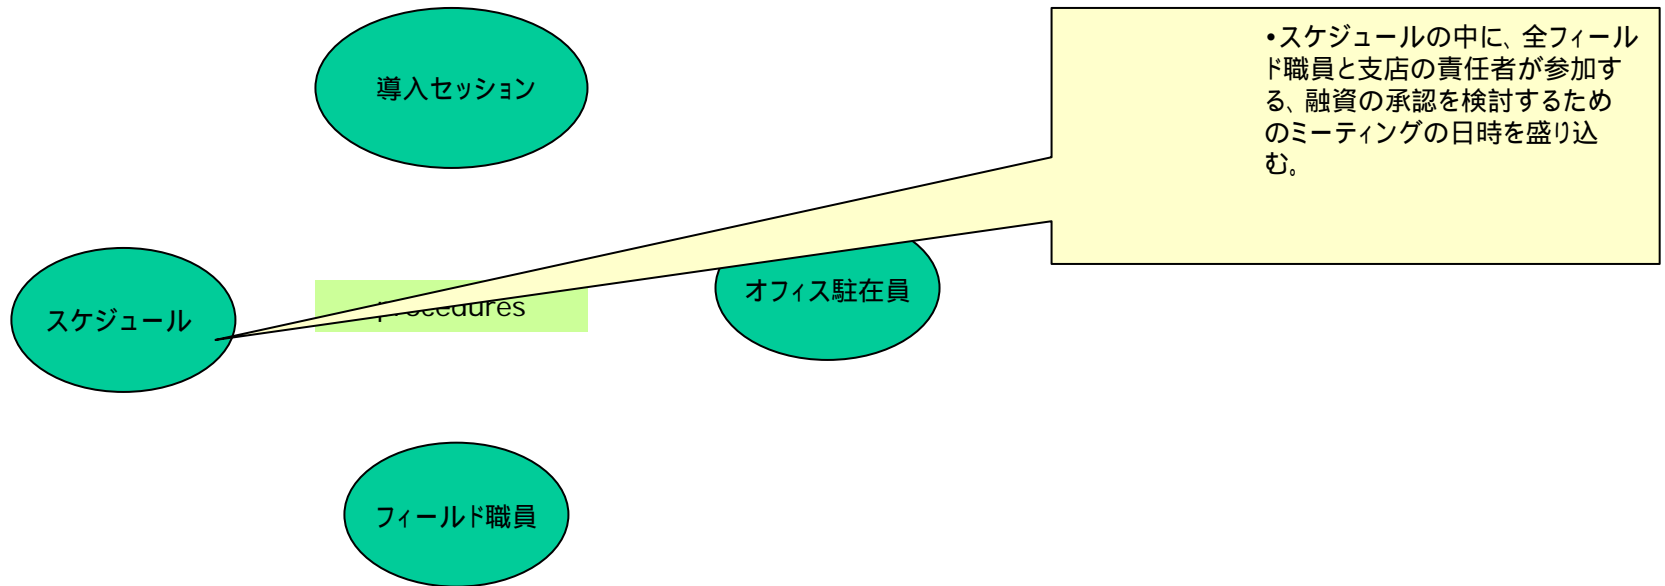 導入セッション
•スケジュールの中に、全フィール
ド職員と支店の責任者が参加す
る、融資の承認を検討するため
のミーティングの日時を盛り込
む。
スケジュール
procedures
オフィス駐在員
フィールド職員